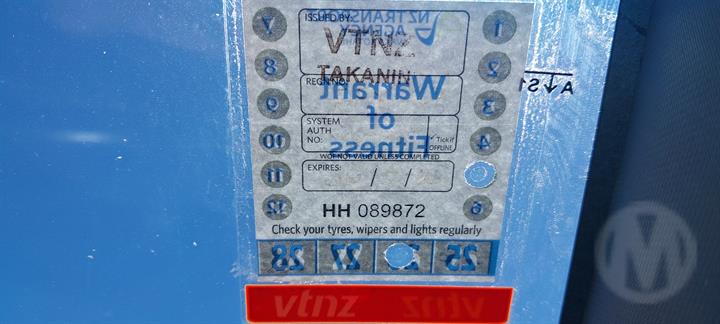 ISSUED BY:
NZ TRANSPORT
AGENCY
VTNZ
TAKANIN
REGN NO:
Warrant
of
Fitness
SYSTEM
AUTH
NO:
✓ Tick if
OFFLINE
WOF NOT VALID UNLESS COMPLETED
EXPIRES: / /
7 1
8 2
9 3
10 4
11
12 6
HH 089872
Check your tyres, wipers and lights regularly
28 27 25
vtnz vtnz
M